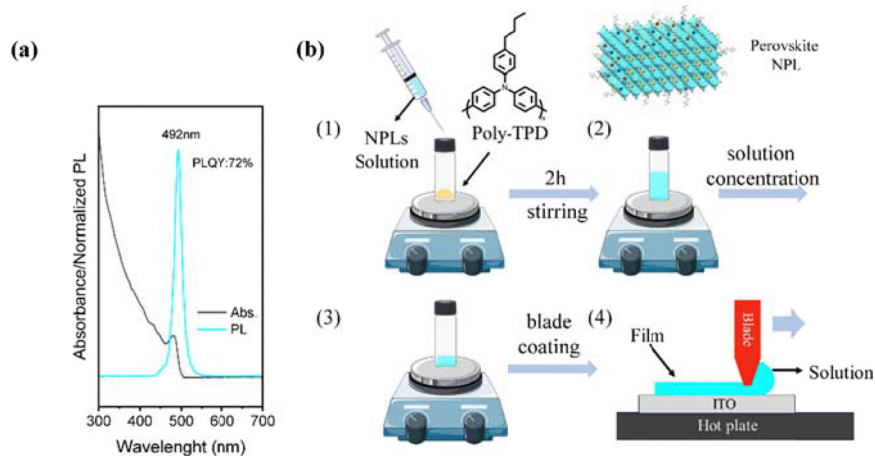 (a)
Absorbance/Normalized PL
492nm
PLQY:72%
Abs.
PL
300 400 500 600 700
Wavelenght (nm)
(b)
Perovskite
NPL
(1)
NPLs
Solution
N
n
Poly-TPD
2h
stirring
(2)
solution
concentration
(3)
blade
coating
(4)
Blade
Film
Solution
ITO
Hot plate